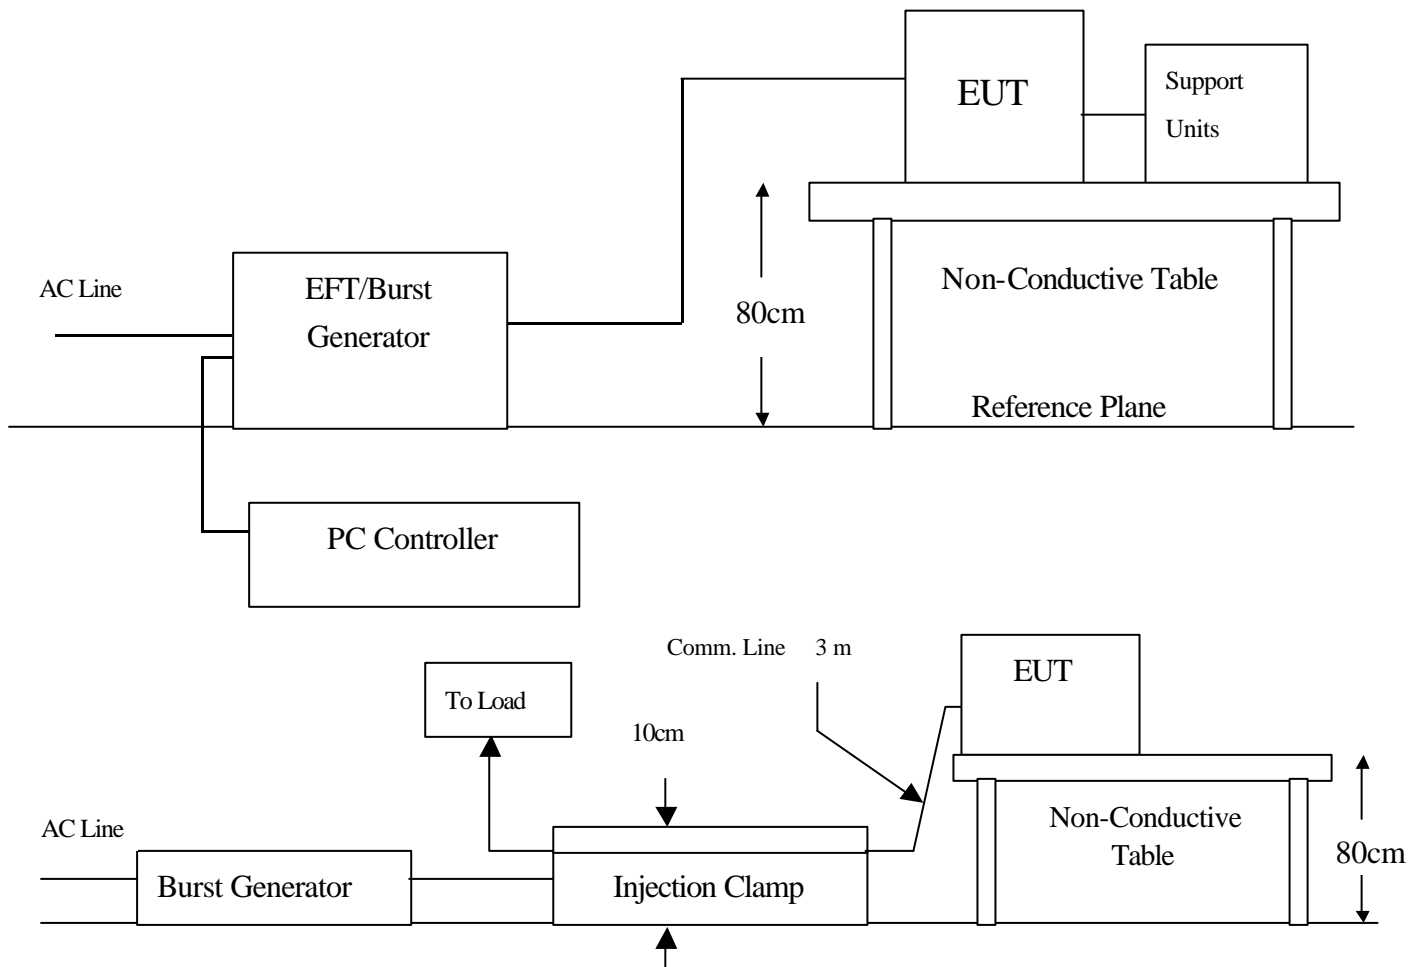 EUT
Support
Units
AC Line
EFT/Burst
Generator
80cm
Non-Conductive Table
Reference Plane
PC Controller
Comm. Line 3 m
EUT
To Load
10cm
AC Line
Burst Generator
Injection Clamp
Non-Conductive
Table
80cm